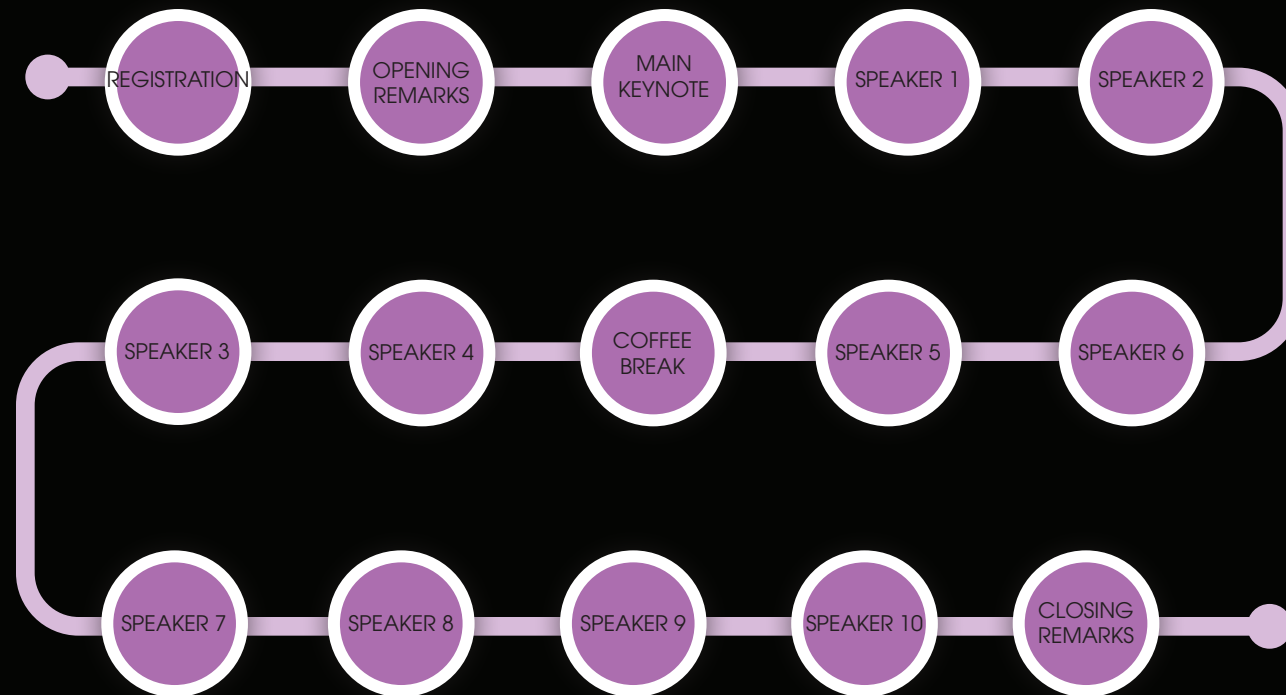 REGISTRATION
OPENING
REMARKS
MAIN
KEYNOTE
SPEAKER 1
SPEAKER 2
SPEAKER 3
SPEAKER 4
COFFEE
BREAK
SPEAKER 5
SPEAKER 6
SPEAKER 7
SPEAKER 8
SPEAKER 9
SPEAKER 10
CLOSING
REMARKS